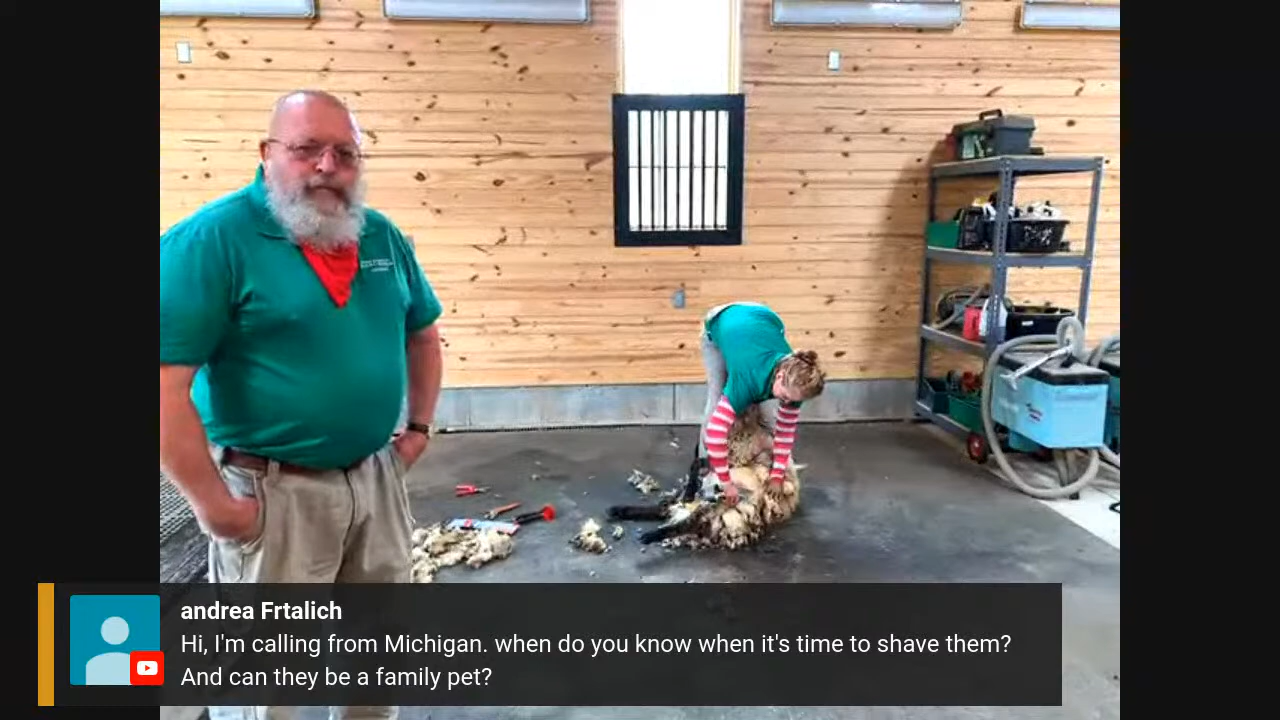 andrea Frtalich
Hi, I'm calling from Michigan. when do you know when it's time to shave them?
And can they be a family pet?